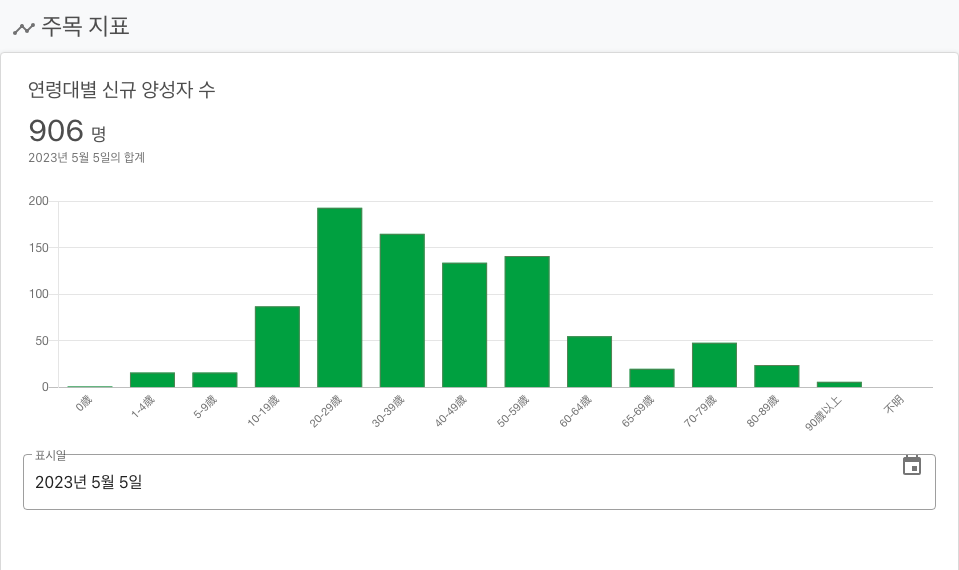 주목 지표
연령대별 신규 양성자 수
906 명
2023년 5월 5일의 합계
200
150
100
50
0
0歳
1-4歳
5-9歳
10-19歳
20-29歳
30-39歳
40-49歳
50-59歳
60-64歳
65-69歳
70-79歳
80-89歳
90歳以上
不明
표시일
2023년 5월 5일